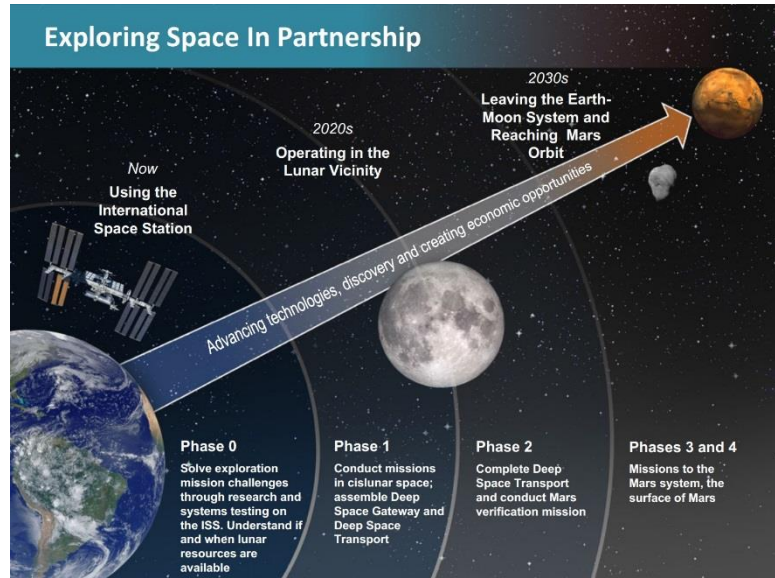 Exploring Space In Partnership
Now
Using the
International
Space Station
2020s
Operating in the
Lunar Vicinity
2030s
Leaving the Earth-
Moon System and
Reaching Mars
Orbit
Advancing technologies, discovery and creating economic opportunities
Phase 0
Solve exploration
mission challenges
through research and
systems testing on
the ISS. Understand if
and when lunar
resources are
available
Phase 1
Conduct missions
in cislunar space;
assemble Deep
Space Gateway and
Deep Space
Transport
Phase 2
Complete Deep
Space Transport
and conduct Mars
verification mission
Phases 3 and 4
Missions to the
Mars system, the
surface of Mars